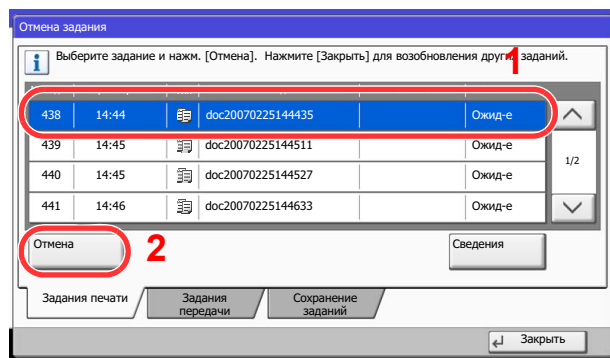 Отмена задания
Выберите задание и нажм. [Отмена]. Нажмите [Закрыть] для возобновления других заданий.
1
438 14:44 doc20070225144435 Ожид-е
439 14:45 doc20070225144511 Ожид-е
1/2
440 14:45 doc20070225144527 Ожид-е
441 14:46 doc20070225144633 Ожид-е
Отмена 2 Сведения
Задания печати
Задания передачи
Сохранение заданий
Закрыть